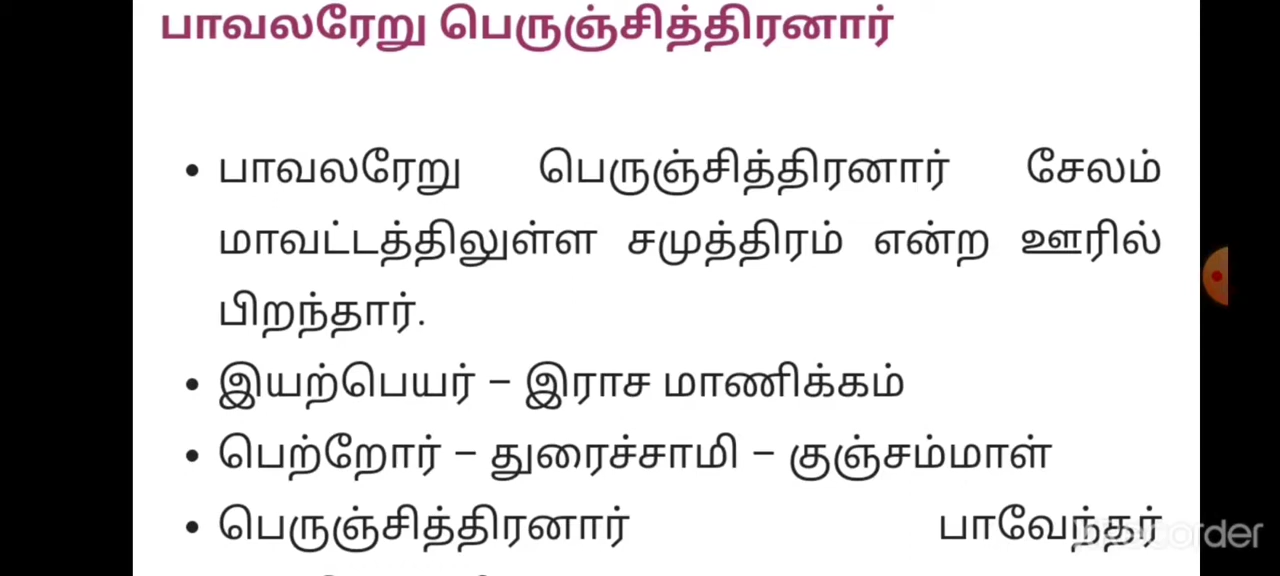 பாவலரேறு பெருஞ்சித்திரனார்
• பாவலரேறு பெருஞ்சித்திரனார் சேலம்
மாவட்டத்திலுள்ள சமுத்திரம் என்ற ஊரில்
பிறந்தார்.
• இயற்பெயர் – இராச மாணிக்கம்
• பெற்றோர் – துரைச்சாமி – குஞ்சம்மாள்
• பெருஞ்சித்திரனார் பாவேந்தர்